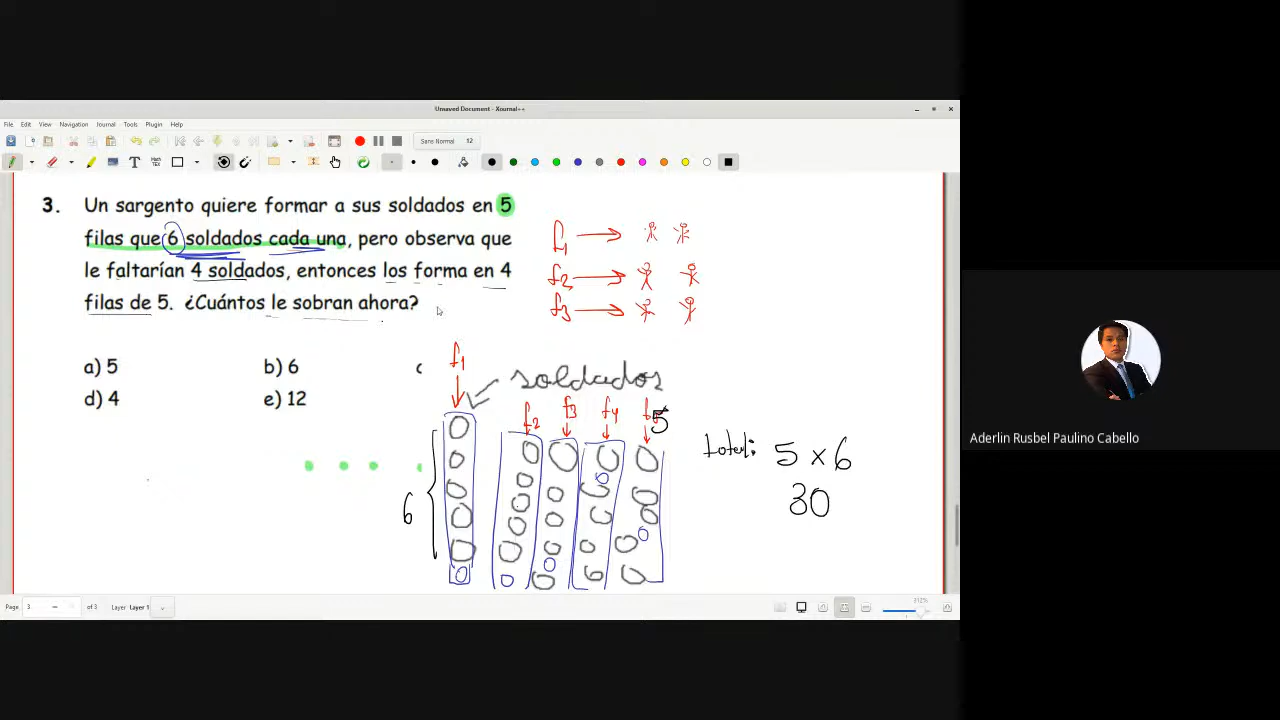 Unsaved Document - Xournal++
File Edit View Navigation Journal Tools Plugin Help
Sans Normal 12
3. Un sargento quiere formar a sus soldados en 5
filas que 6 soldados cada una, pero observa que
le faltarían 4 soldados, entonces los forma en 4
filas de 5. ¿Cuántos le sobran ahora?
f1
f2
f3
a) 5 b) 6 c
d) 4 e) 12
f1
soldados
f2 f3 f4 5
6
total: 5 x 6
30
Aderlin Rusbel Paulino Cabello
Page 3 of 3 Layer Layer 1
312%